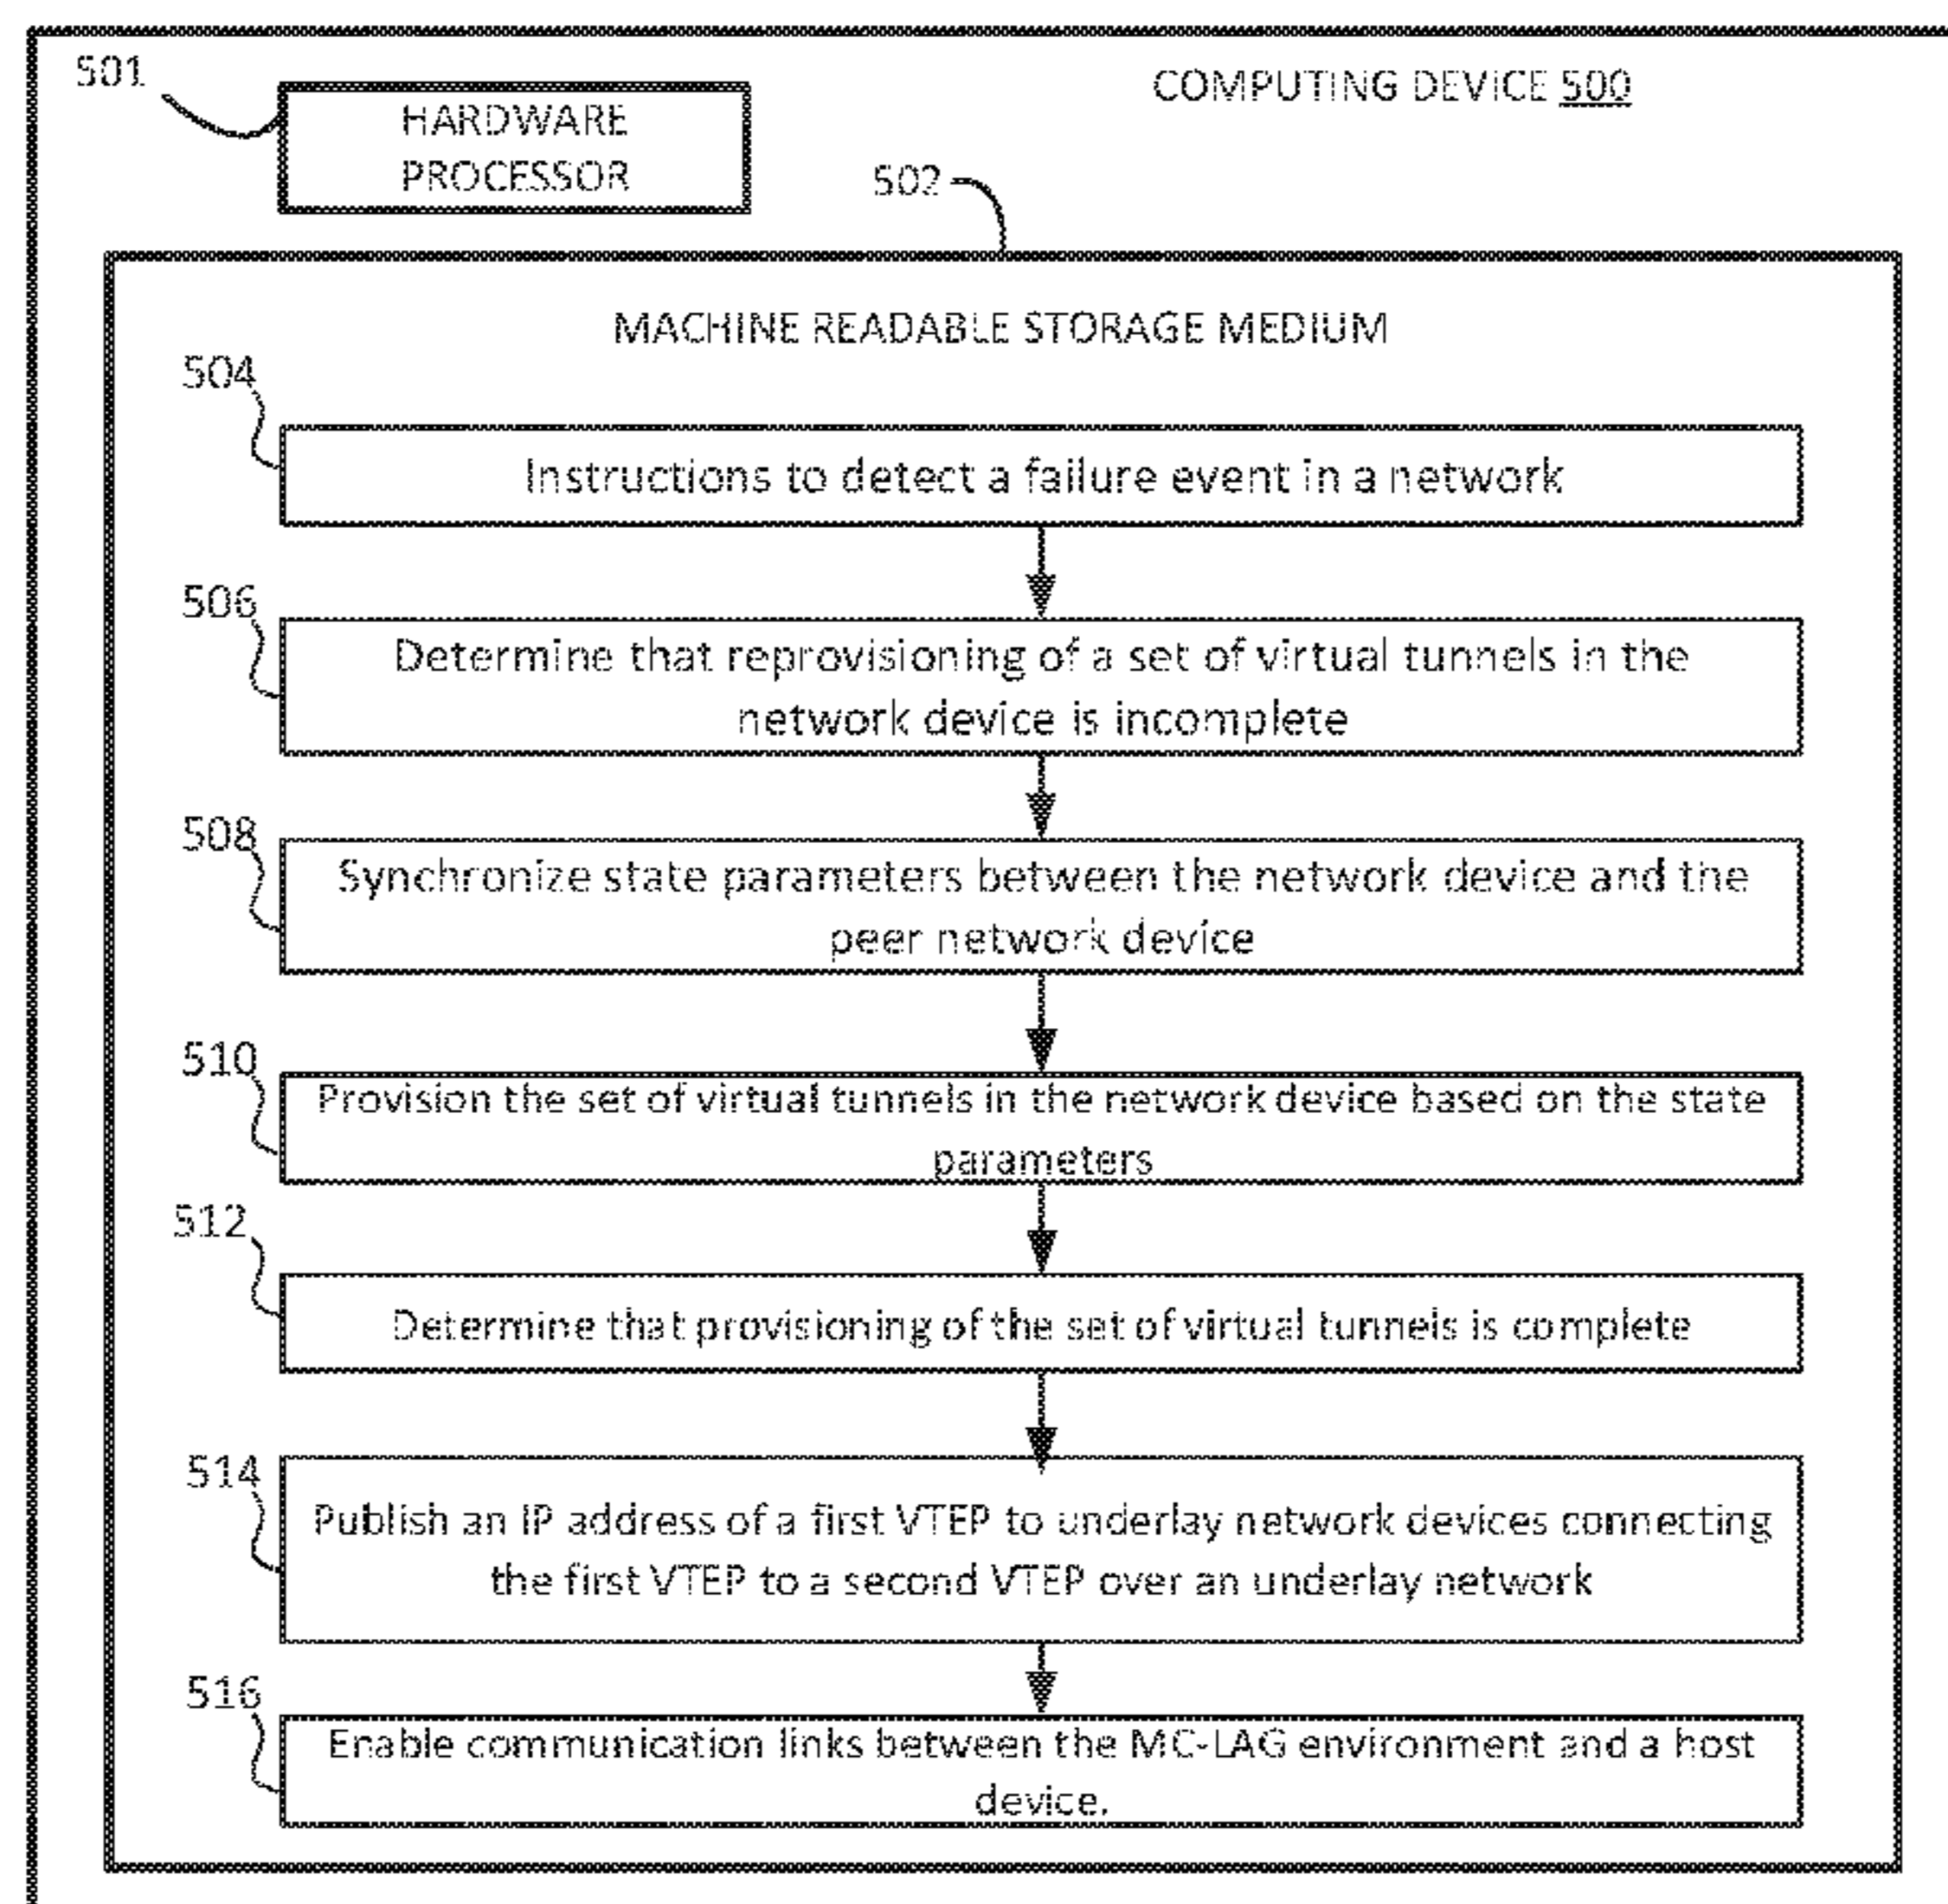 501
COMPUTING DEVICE 500
HARDWARE
PROCESSOR
502
MACHINE READABLE STORAGE MEDIUM
504
Instructions to detect a failure event in a network
506
Determine that reprovisioning of a set of virtual tunnels in the
network device is incomplete
508
Synchronize state parameters between the network device and the
peer network device
510
Provision the set of virtual tunnels in the network device based on the state
parameters
512
Determine that provisioning of the set of virtual tunnels is complete
514
Publish an IP address of a first VTEP to underlay network devices connecting
the first VTEP to a second VTEP over an underlay network
516
Enable communication links between the MC-LAG environment and a host
device.